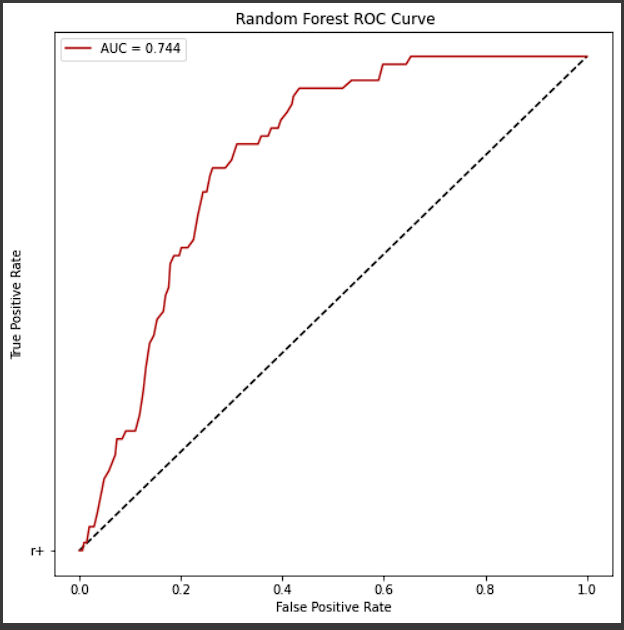 Random Forest ROC Curve
AUC = 0.744
True Positive Rate
r+
0.0 0.2 0.4 0.6 0.8 1.0
False Positive Rate